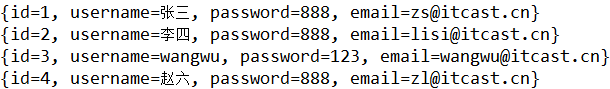 {id=1, username=张三, password=888, email=zs@itcast.cn}
{id=2, username=李四, password=888, email=lisi@itcast.cn}
{id=3, username=wangwu, password=123, email=wangwu@itcast.cn}
{id=4, username=赵六, password=888, email=zl@itcast.cn}